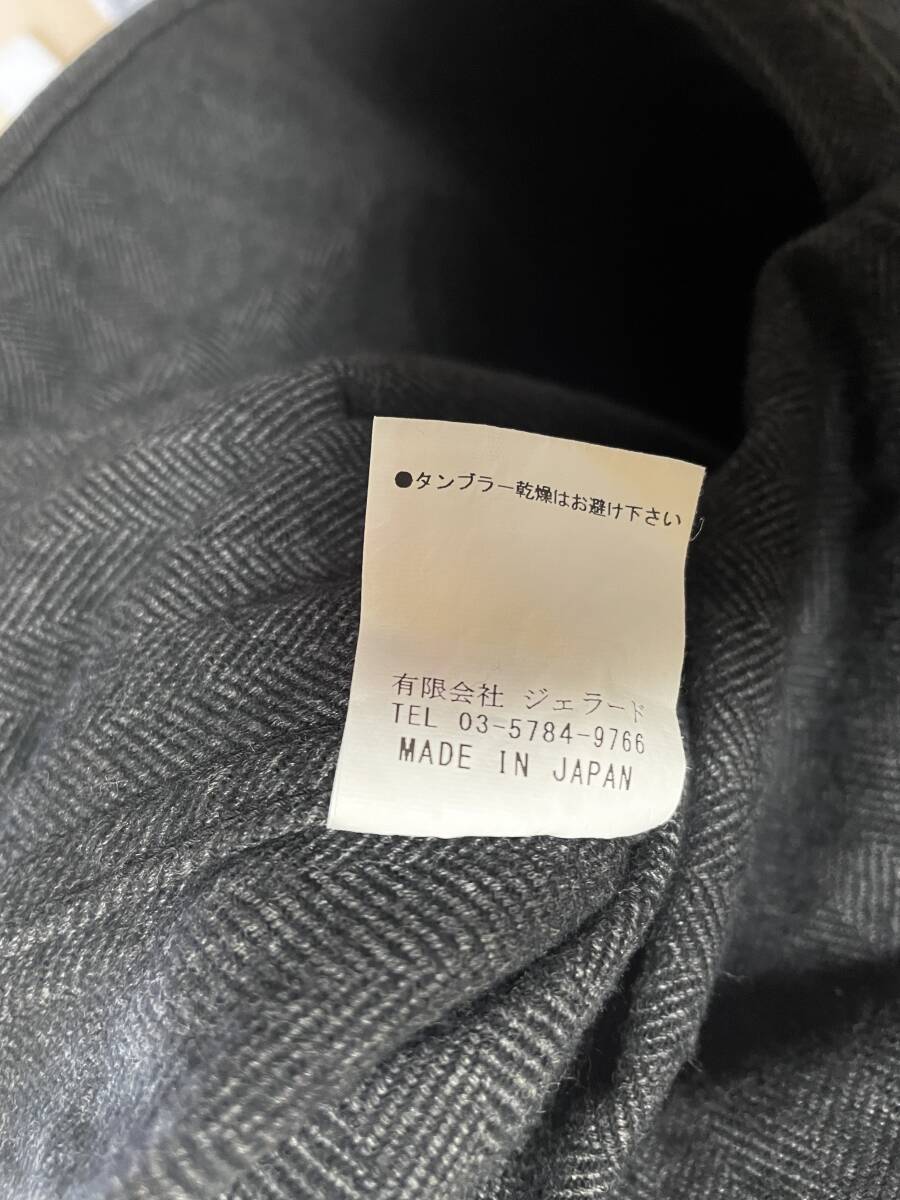 ●タンブラー乾燥はお避け下さい
有限会社 ジェラード
TEL 03-5784-9766
MADE IN JAPAN